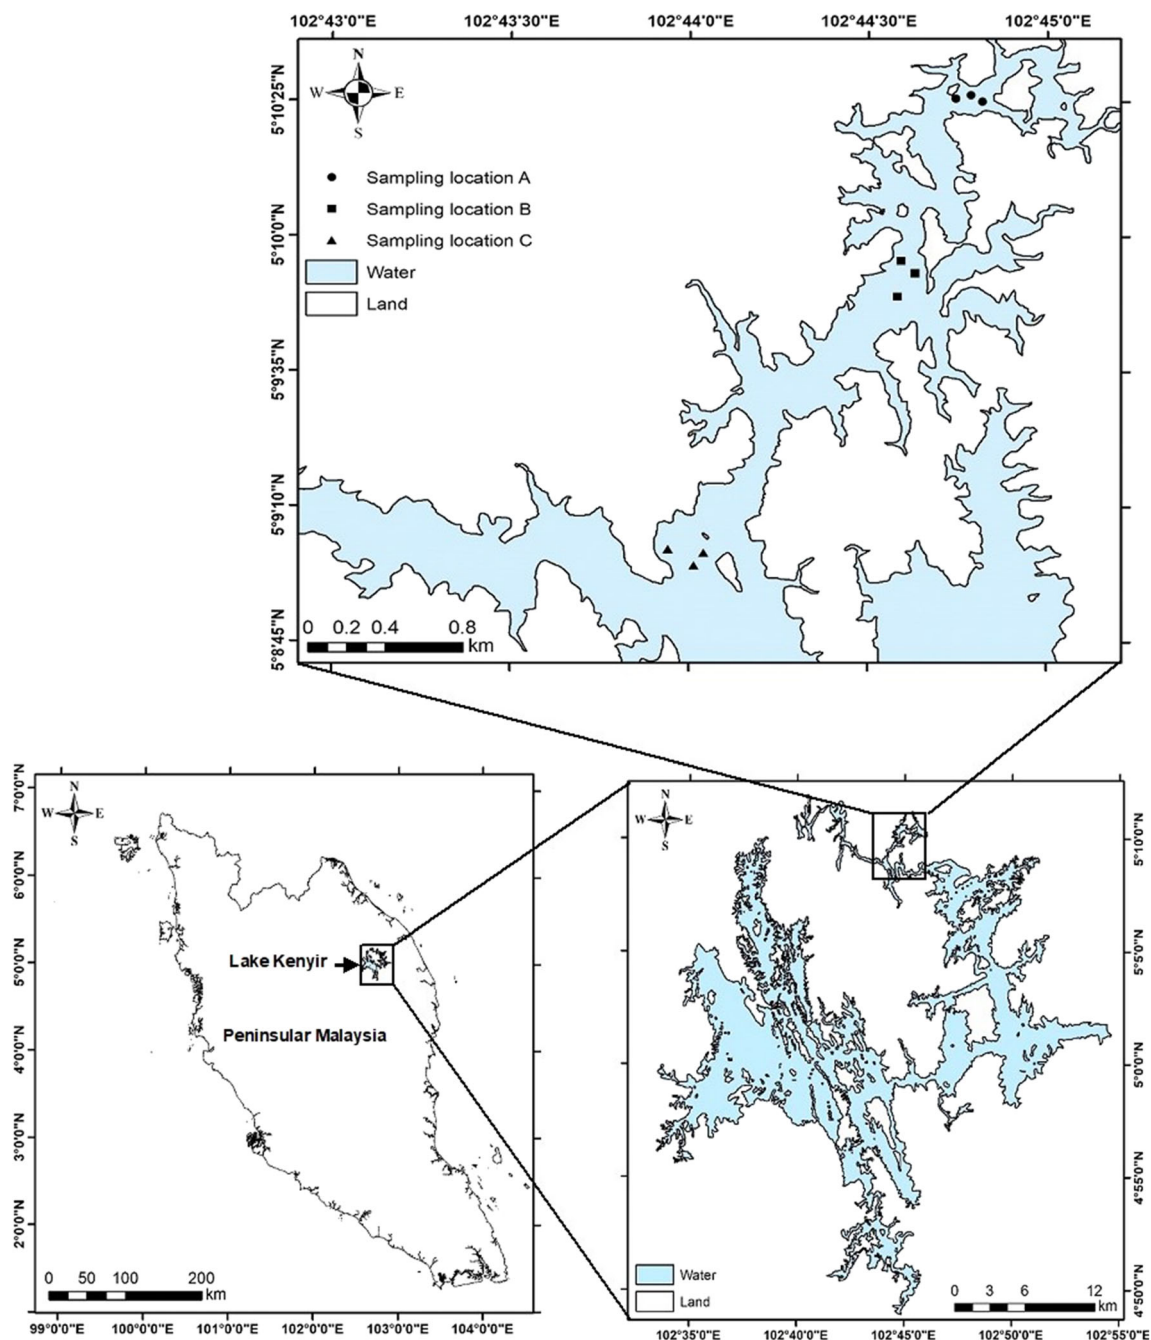 102°43'0"E 102°43'30"E 102°44'0"E 102°44'30"E 102°45'0"E
N
W E
S
5°10'25"N
5°10'0"N
5°9'35"N
5°9'10"N
5°8'45"N
Sampling location A
Sampling location B
Sampling location C
Water
Land
0 0.2 0.4 0.8
km
7°0'0"N
6°0'0"N
5°0'0"N
4°0'0"N
3°0'0"N
2°0'0"N
N
W E
S
Lake Kenyir
Peninsular Malaysia
0 50 100 200
km
99°0'0"E 100°0'0"E 101°0'0"E 102°0'0"E 103°0'0"E 104°0'0"E
N
W E
S
5°10'0"N
5°5'0"N
5°0'0"N
4°55'0"N
4°50'0"N
Water
Land
0 3 6 12
km
102°35'0"E 102°40'0"E 102°45'0"E 102°50'0"E 102°55'0"E